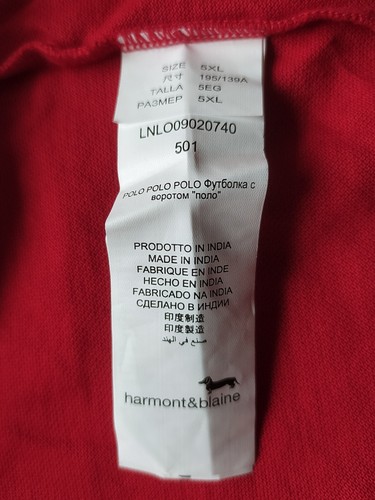 SIZE 5XL
尺寸 195/139A
TALLA 5EG
РАЗМЕР 5XL
LNLO09020740
501
POLO POLO POLO Футболка с
воротом "поло"
PRODOTTO IN INDIA
MADE IN INDIA
FABRIQUE EN INDE
HECHO EN INDIA
FABRICADO NA INDIA
СДЕЛАНО В ИНДИИ
印度制造
印度製造
صنع في الهند
harmont&blaine